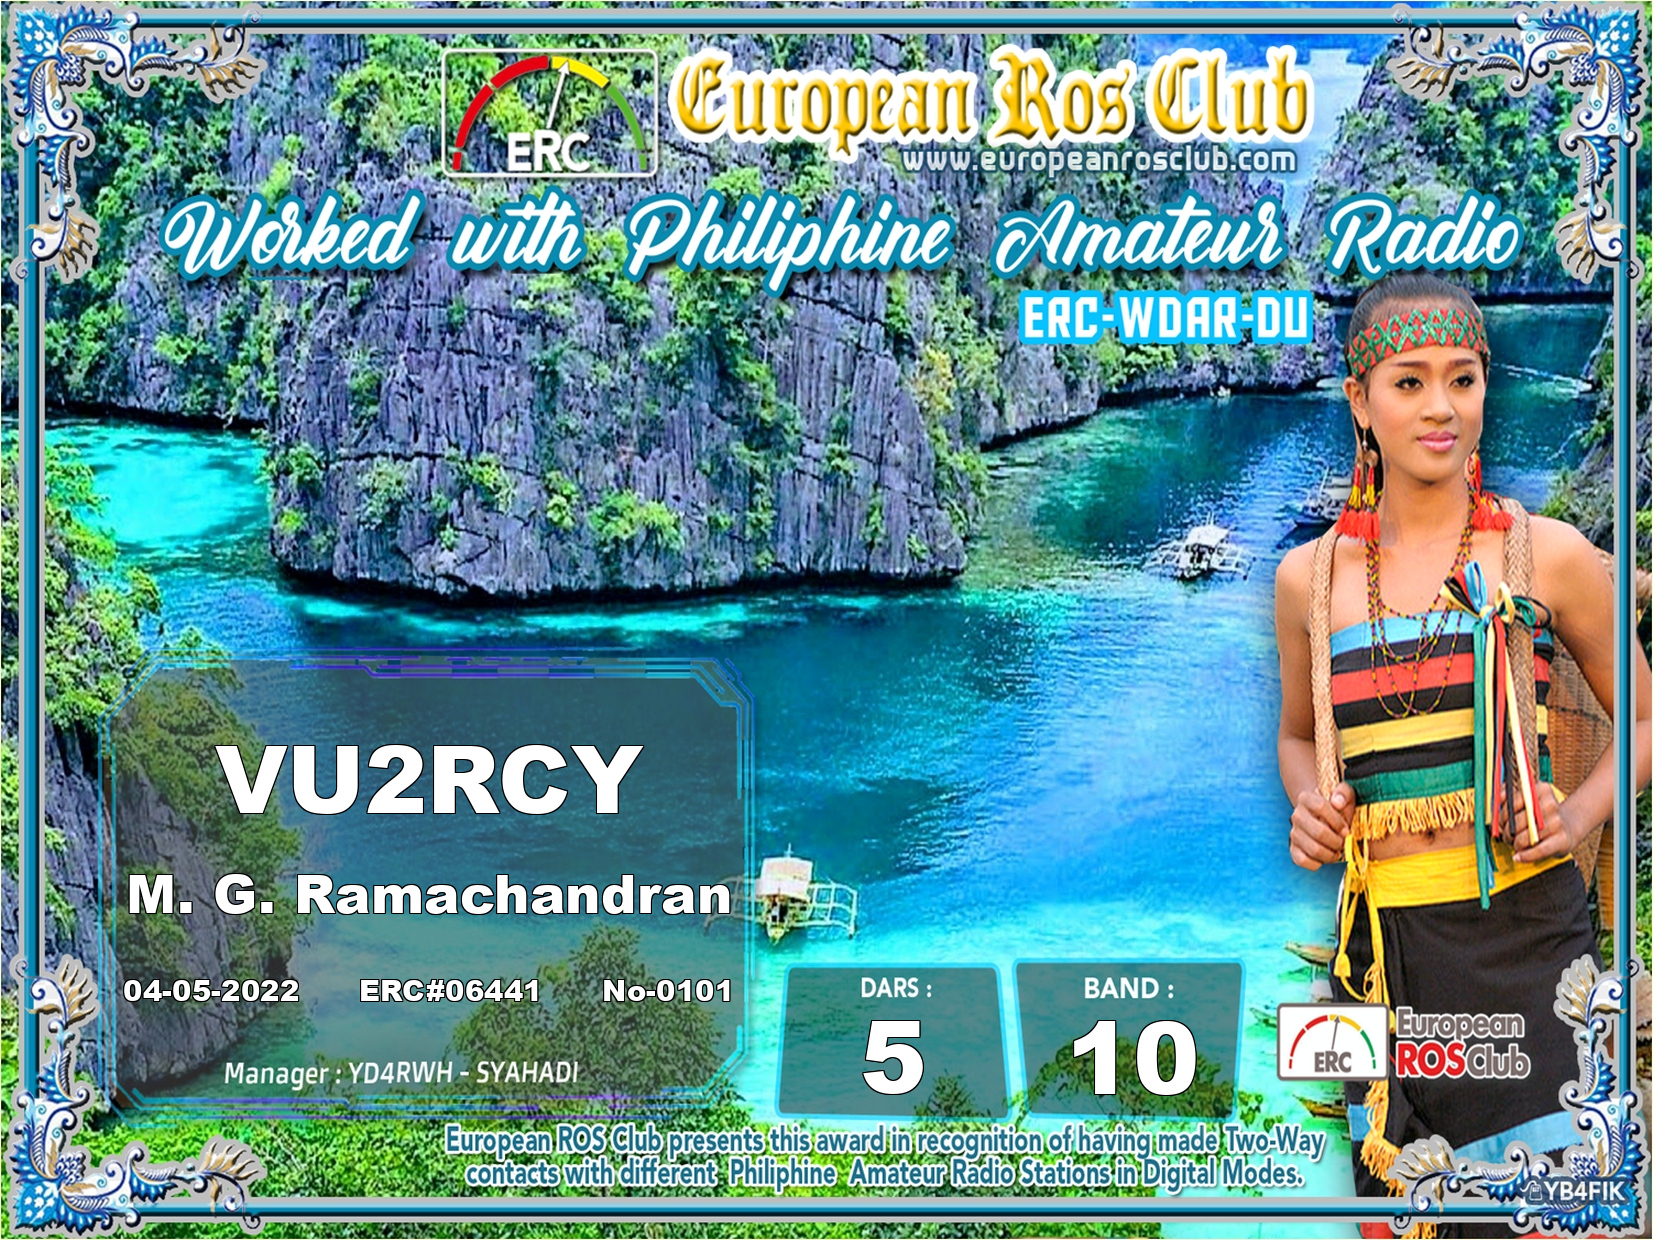 ERC
European Ros Club
www.europeanrosclub.com
Worked with Philiphine Amateur Radio
ERC-WDAR-DU
VU2RCY
M. G. Ramachandran
04-05-2022 ERC#06441 No-0101
Manager : YD4RWH - SYAHADI
DARS :
5
BAND :
10
ERC
European
ROSClub
European ROS Club presents this award in recognition of having made Two-Way
contacts with different Philiphine Amateur Radio Stations in Digital Modes.
YB4FIK